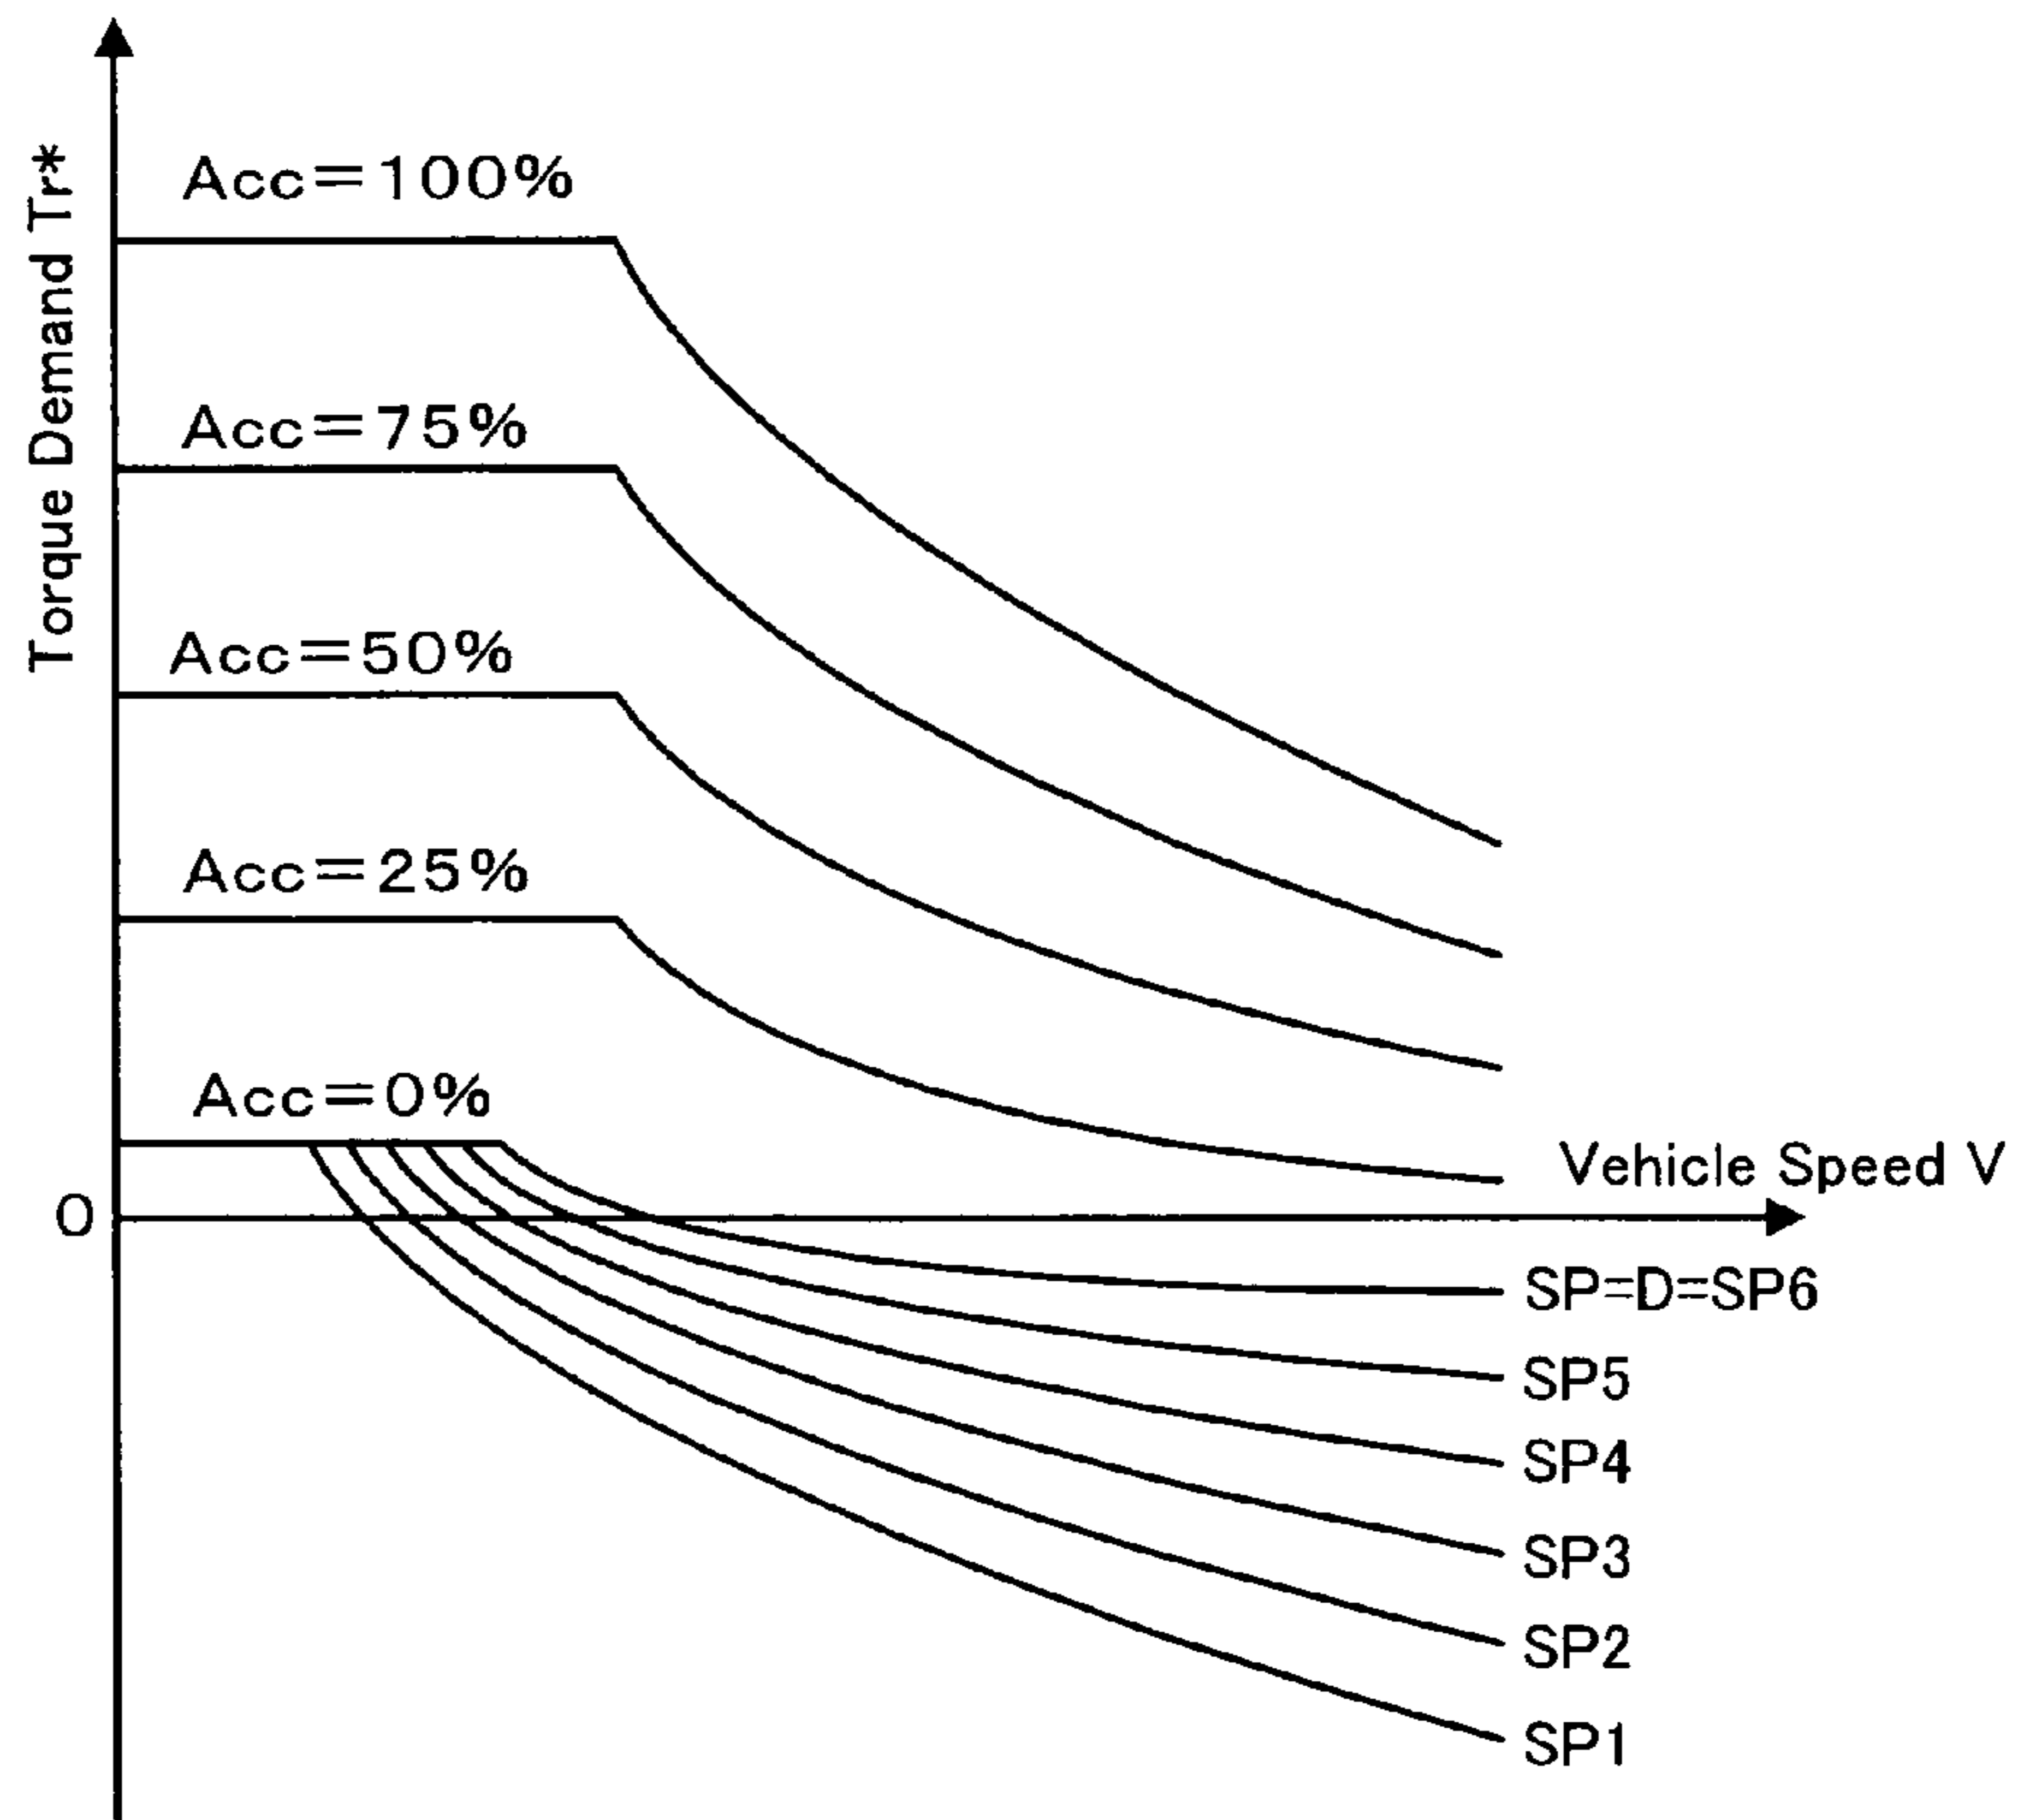 Torque Demand Tr*
Acc=100%
Acc=75%
Acc=50%
Acc=25%
Acc=0%
Vehicle Speed V
0
SP=D=SP6
SP5
SP4
SP3
SP2
SP1